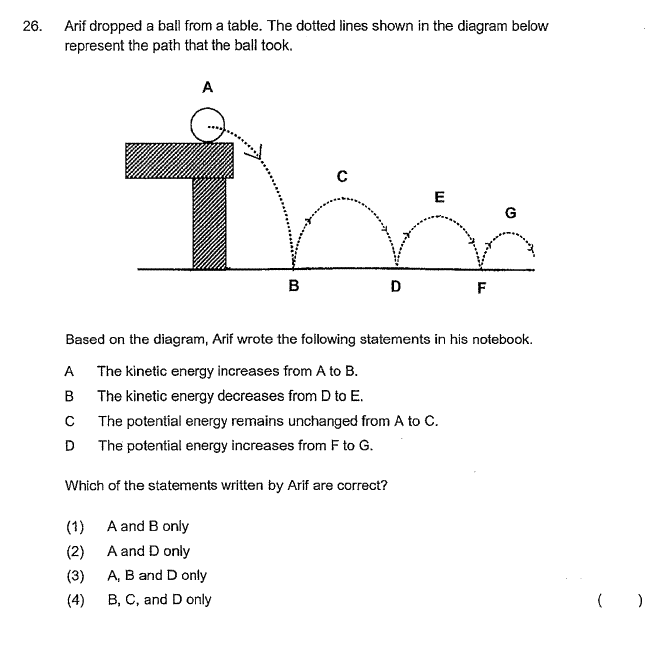 26. Arif dropped a ball from a table. The dotted lines shown in the diagram below
represent the path that the ball took.
A
C
E
G
B D F
Based on the diagram, Arif wrote the following statements in his notebook.
A The kinetic energy increases from A to B.
B The kinetic energy decreases from D to E.
C The potential energy remains unchanged from A to C.
D The potential energy increases from F to G.
Which of the statements written by Arif are correct?
(1) A and B only
(2) A and D only
(3) A, B and D only
(4) B, C, and D only
( )